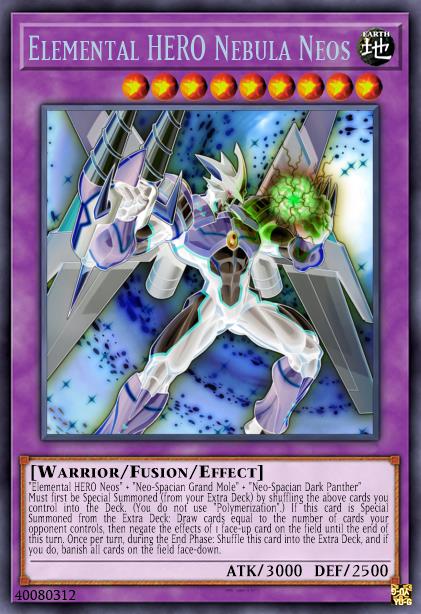 ELEMENTAL HERO NEBULA NEOS
EARTH
地
[WARRIOR/FUSION/EFFECT]
"Elemental HERO Neos" + "Neo-Spacian Grand Mole" + "Neo-Spacian Dark Panther"
Must first be Special Summoned (from your Extra Deck) by shuffling the above cards you
control into the Deck. (You do not use "Polymerization".) If this card is Special
Summoned from the Extra Deck: Draw cards equal to the number of cards your
opponent controls, then negate the effects of 1 face-up card on the field until the end of
this turn. Once per turn, during the End Phase: Shuffle this card into the Extra Deck, and if
you do, banish all cards on the field face-down.
ATK/3000 DEF/2500
40080312